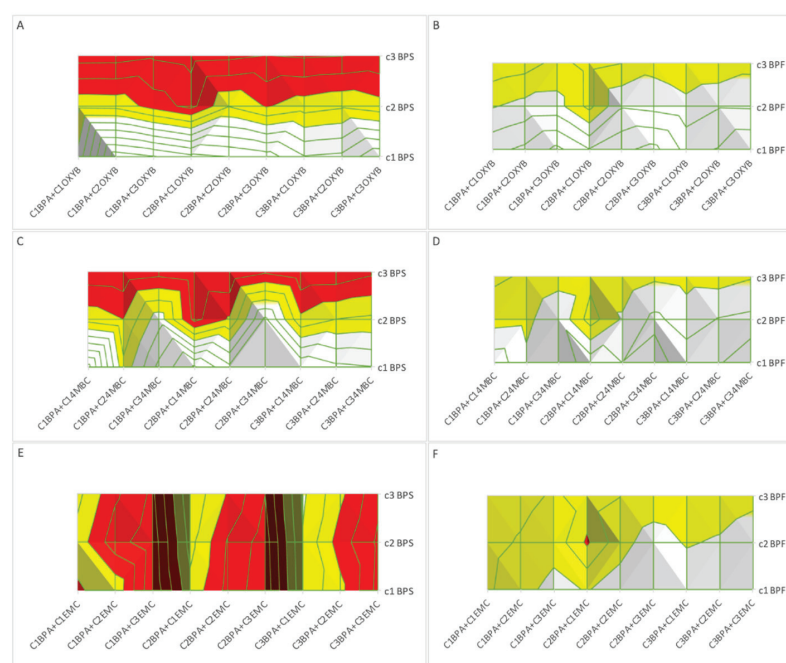 A
c3 BPS
c2 BPS
c1 BPS
C1BPA+C1OXYB
C1BPA+C2OXYB
C1BPA+C3OXYB
C2BPA+C1OXYB
C2BPA+C2OXYB
C2BPA+C3OXYB
C3BPA+C1OXYB
C3BPA+C2OXYB
C3BPA+C3OXYB
B
c3 BPF
c2 BPF
c1 BPF
C1BPA+C1OXYB
C1BPA+C2OXYB
C1BPA+C3OXYB
C2BPA+C1OXYB
C2BPA+C2OXYB
C2BPA+C3OXYB
C3BPA+C1OXYB
C3BPA+C2OXYB
C3BPA+C3OXYB
C
c3 BPS
c2 BPS
c1 BPS
C1BPA+C14MBC
C1BPA+C24MBC
C1BPA+C34MBC
C2BPA+C14MBC
C2BPA+C24MBC
C2BPA+C34MBC
C3BPA+C14MBC
C3BPA+C24MBC
C3BPA+C34MBC
D
c3 BPF
c2 BPF
c1 BPF
C1BPA+C14MBC
C1BPA+C24MBC
C1BPA+C34MBC
C2BPA+C14MBC
C2BPA+C24MBC
C2BPA+C34MBC
C3BPA+C14MBC
C3BPA+C24MBC
C3BPA+C34MBC
E
c3 BPS
c2 BPS
c1 BPS
C1BPA+C1EMC
C1BPA+C2EMC
C1BPA+C3EMC
C2BPA+C1EMC
C2BPA+C2EMC
C2BPA+C3EMC
C3BPA+C1EMC
C3BPA+C2EMC
C3BPA+C3EMC
F
c3 BPF
c2 BPF
c1 BPF
C1BPA+C1EMC
C1BPA+C2EMC
C1BPA+C3EMC
C2BPA+C1EMC
C2BPA+C2EMC
C2BPA+C3EMC
C3BPA+C1EMC
C3BPA+C2EMC
C3BPA+C3EMC